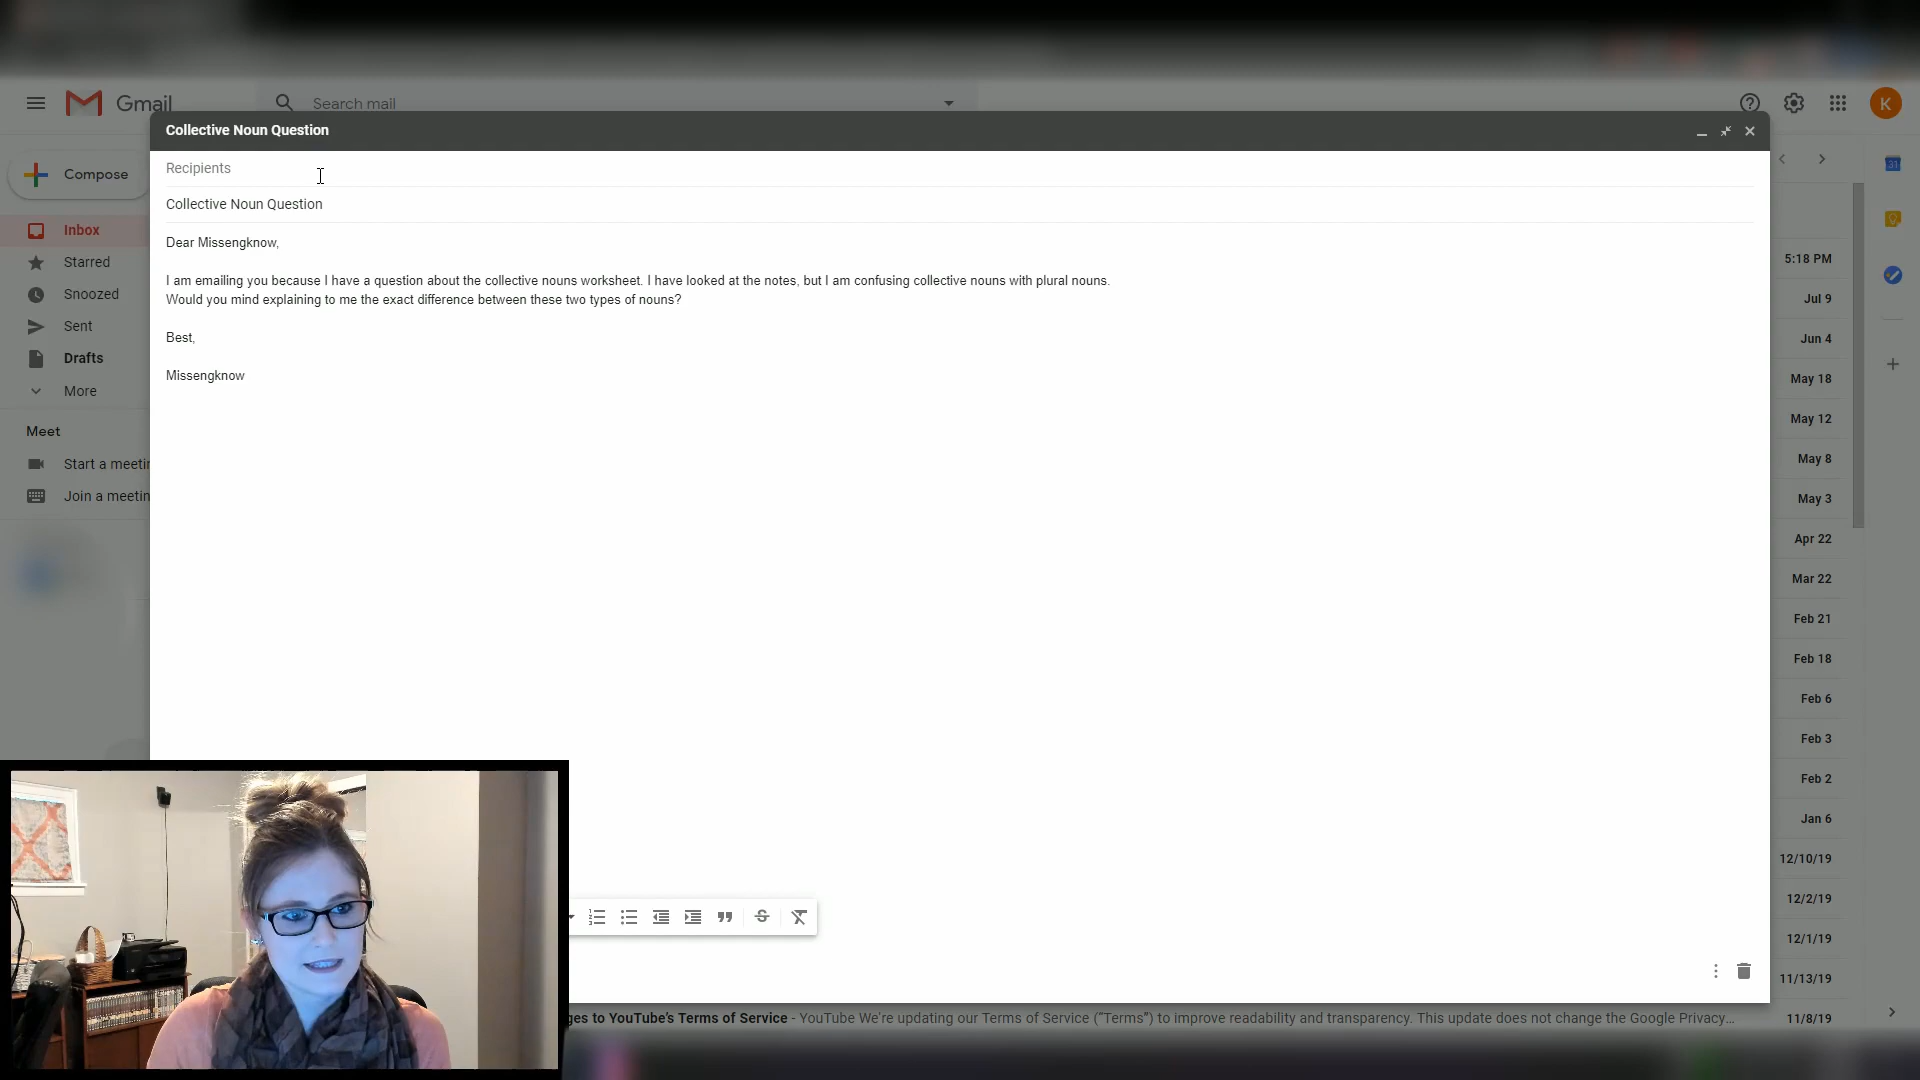 Gmail
Search mail
K
Collective Noun Question
Recipients
Collective Noun Question
Dear Missengknow,
I am emailing you because I have a question about the collective nouns worksheet. I have looked at the notes, but I am confusing collective nouns with plural nouns.
Would you mind explaining to me the exact difference between these two types of nouns?
Best,
Missengknow
Compose
Inbox
Starred
Snoozed
Sent
Drafts
More
Meet
Start a meetin
Join a meetin
31
5:18 PM
Jul 9
Jun 4
May 18
May 12
May 8
May 3
Apr 22
Mar 22
Feb 21
Feb 18
Feb 6
Feb 3
Feb 2
Jan 6
12/10/19
12/2/19
12/1/19
11/13/19
ges to YouTube's Terms of Service - YouTube We're updating our Terms of Service ("Terms") to improve readability and transparency. This update does not change the Google Privacy... 11/8/19